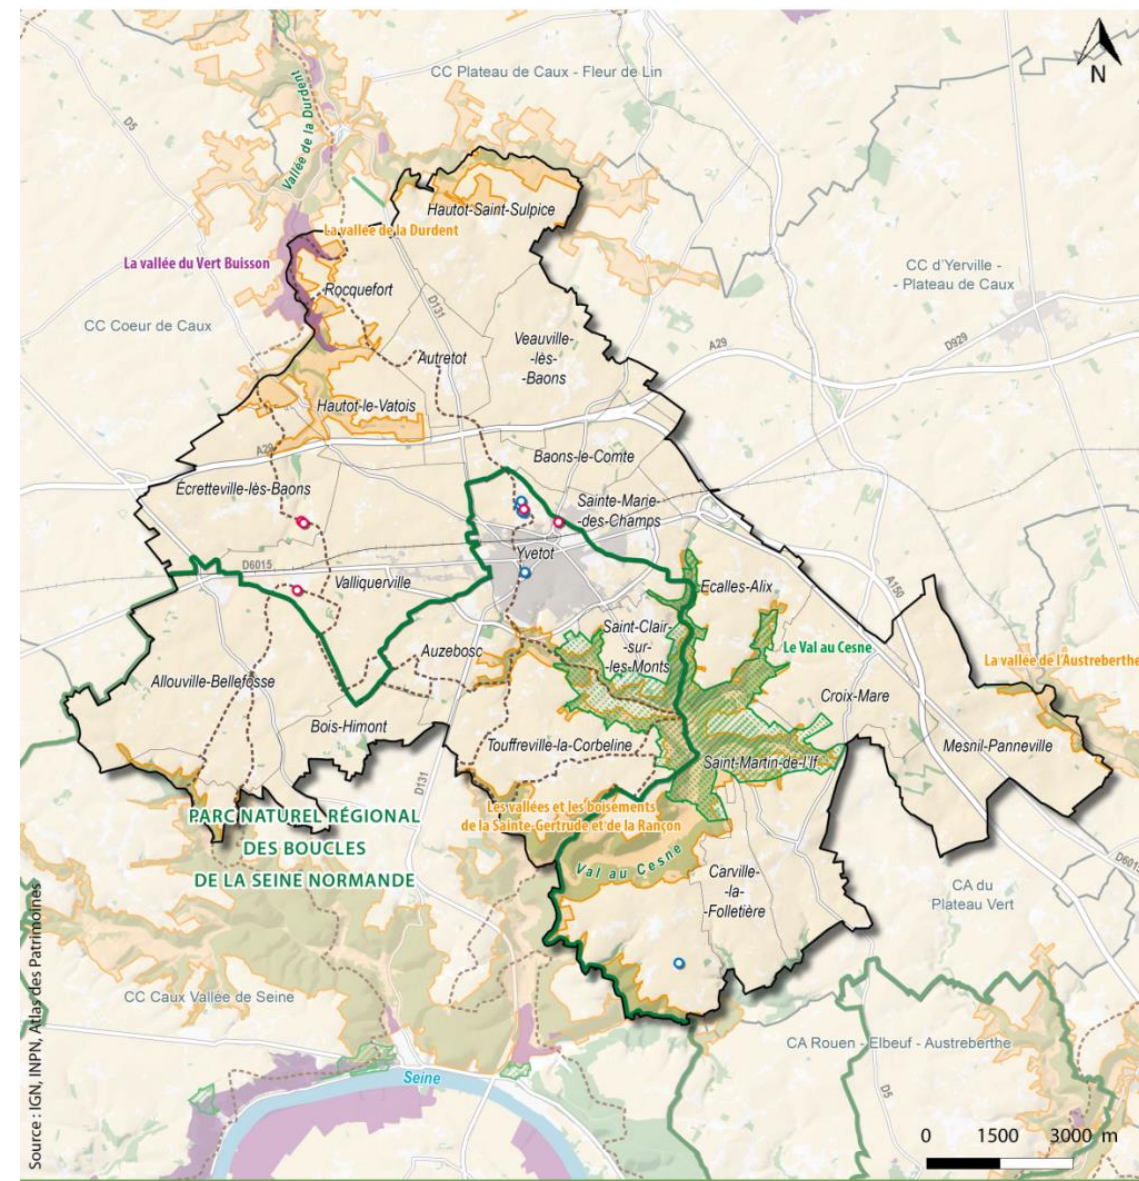 N
CC Plateau de Caux - Fleur de Lin
D5
Vallée de la Durdent
Hautot-Saint-Sulpice
La vallée de la Durdent
La vallée du Vert Buisson
CC d'Yerville -
- Plateau de Caux
Rocquefort
D131
CC Coeur de Caux
Autretot
Veauville-
-lès-
-Baons
A29
D929
Hautot-le-Vatois
A29
Baons-le-Comte
Écretteville-lès-Baons
Sainte-Marie-
-des-Champs
Yvetot
D6015
Valliquerville
A150
Ecalles-Alix
Saint-Clair-
-sur-
-les-Monts
Le Val au Cesne
Auzebosc
La vallée de l'Austreberthe
Allouville-Bellefosse
Croix-Mare
Bois-Himont
Touffreville-la-Corbeline
Mesnil-Panneville
Saint-Martin-de-l'If
D131
Les vallées et les boisements
de la Sainte-Gertrude et de la Rançon
PARC NATUREL RÉGIONAL
DES BOUCLES
DE LA SEINE NORMANDE
Val au Cesne
D6015
Carville-
-la-
-Folletière
CA du
Plateau Vert
CC Caux Vallée de Seine
CA Rouen - Elbeuf - Austreberthe
Seine
D5
0 1500 3000 m
Source : IGN, INPN, Atlas des Patrimoines